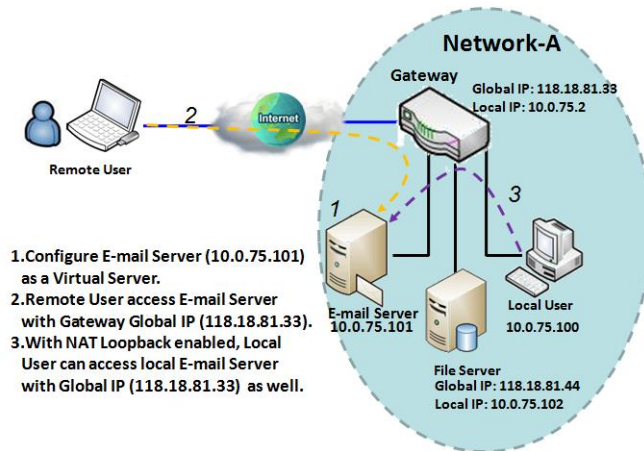 Network-A
Gateway
Global IP: 118.18.81.33
Local IP: 10.0.75.2
2
Internet
Remote User
1
3
E-mail Server
10.0.75.101
Local User
10.0.75.100
File Server
Global IP: 118.18.81.44
Local IP: 10.0.75.102
1.Configure E-mail Server (10.0.75.101)
as a Virtual Server.
2.Remote User access E-mail Server
with Gateway Global IP (118.18.81.33).
3.With NAT Loopback enabled, Local
User can access local E-mail Server
with Global IP (118.18.81.33) as well.